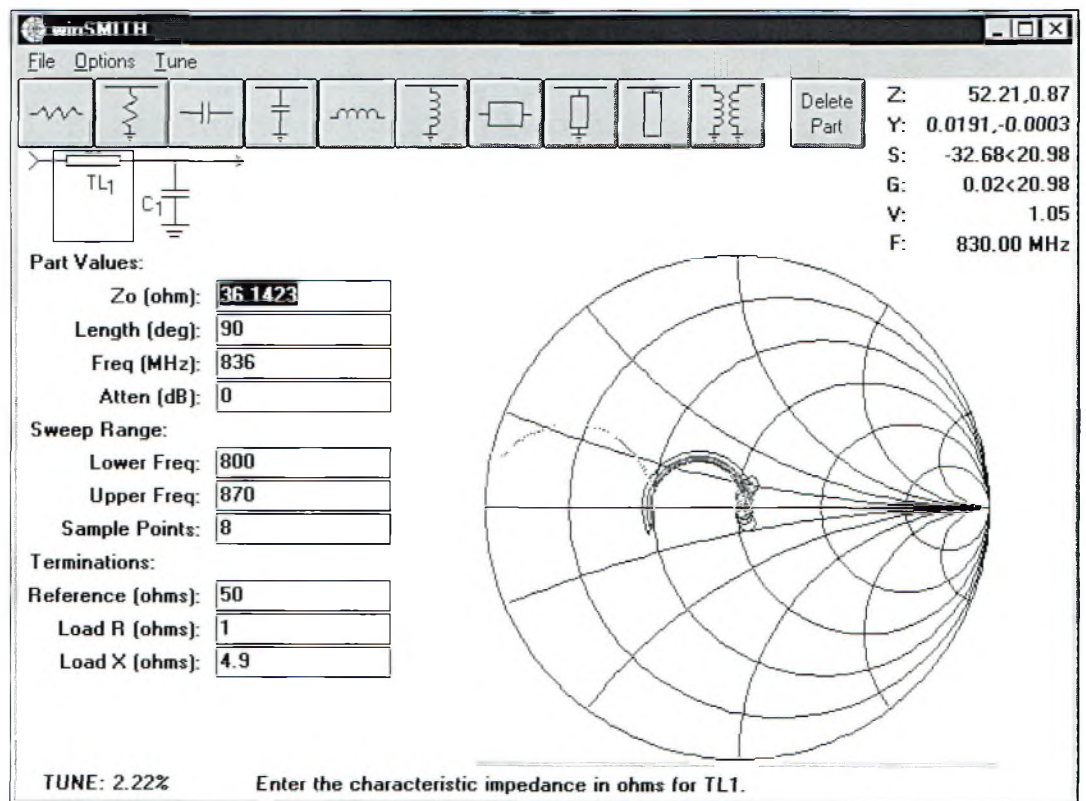 winSMITH
File Options Tune
Delete Part
Z: 52.21,0.87
Y: 0.0191,-0.0003
S: -32.68<20.98
G: 0.02<20.98
V: 1.05
F: 830.00 MHz
TL1
C1
Part Values:
Zo (ohm): 36.1423
Length (deg): 90
Freq (MHz): 836
Atten (dB): 0
Sweep Range:
Lower Freq: 800
Upper Freq: 870
Sample Points: 8
Terminations:
Reference (ohms): 50
Load R (ohms): 1
Load X (ohms): 4.9
TUNE: 2.22% Enter the characteristic impedance in ohms for TL1.